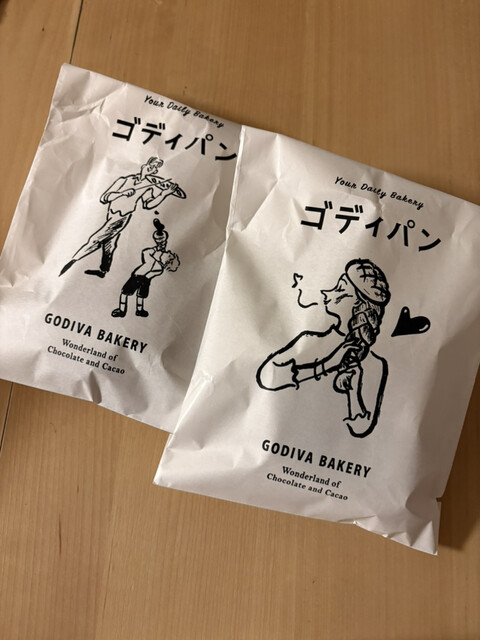 Your Daily Bakery
ゴディパン
GODIVA BAKERY
Wonderland of
Chocolate and Cacao
Your Daily Bakery
ゴディパン
GODIVA BAKERY
Wonderland of
Chocolate and Cacao